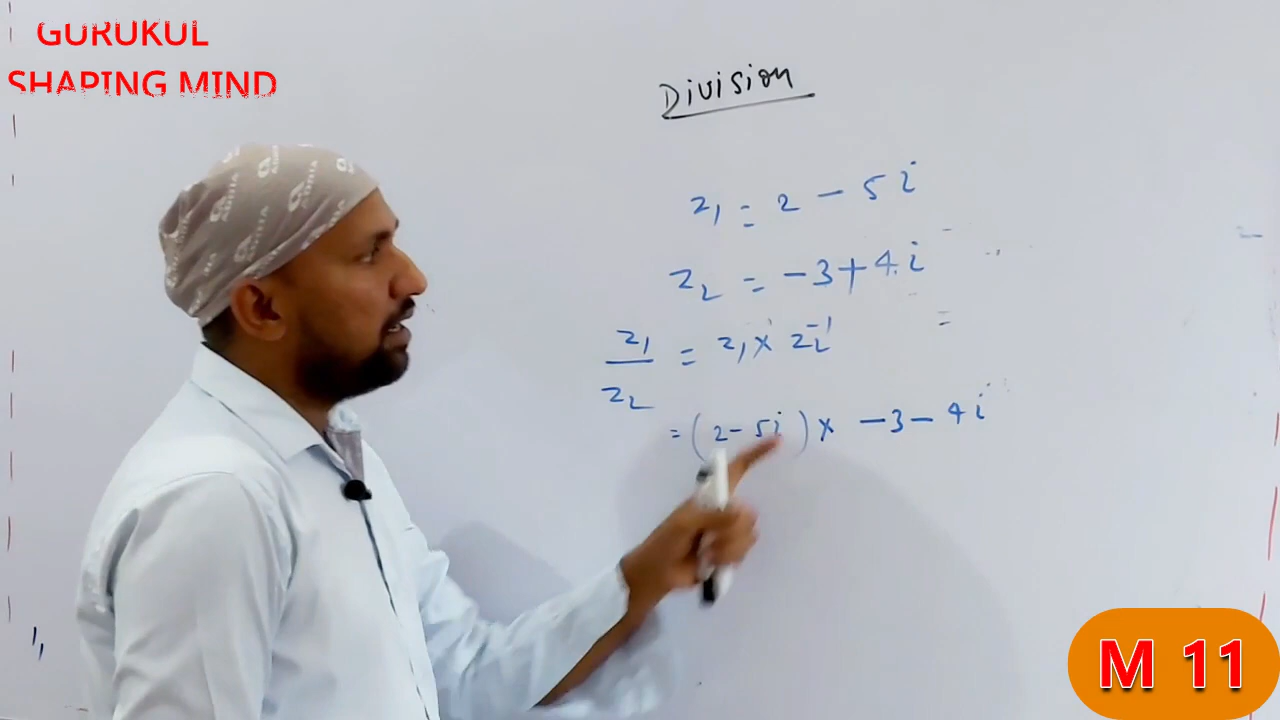 GURUKUL
SHAPING MIND
Division
z₁ = 2 - 5i
z₂ = -3+4i
z₁/z₂ = z₁ × z₂⁻¹
= (2-5i) × -3-4i
M 11